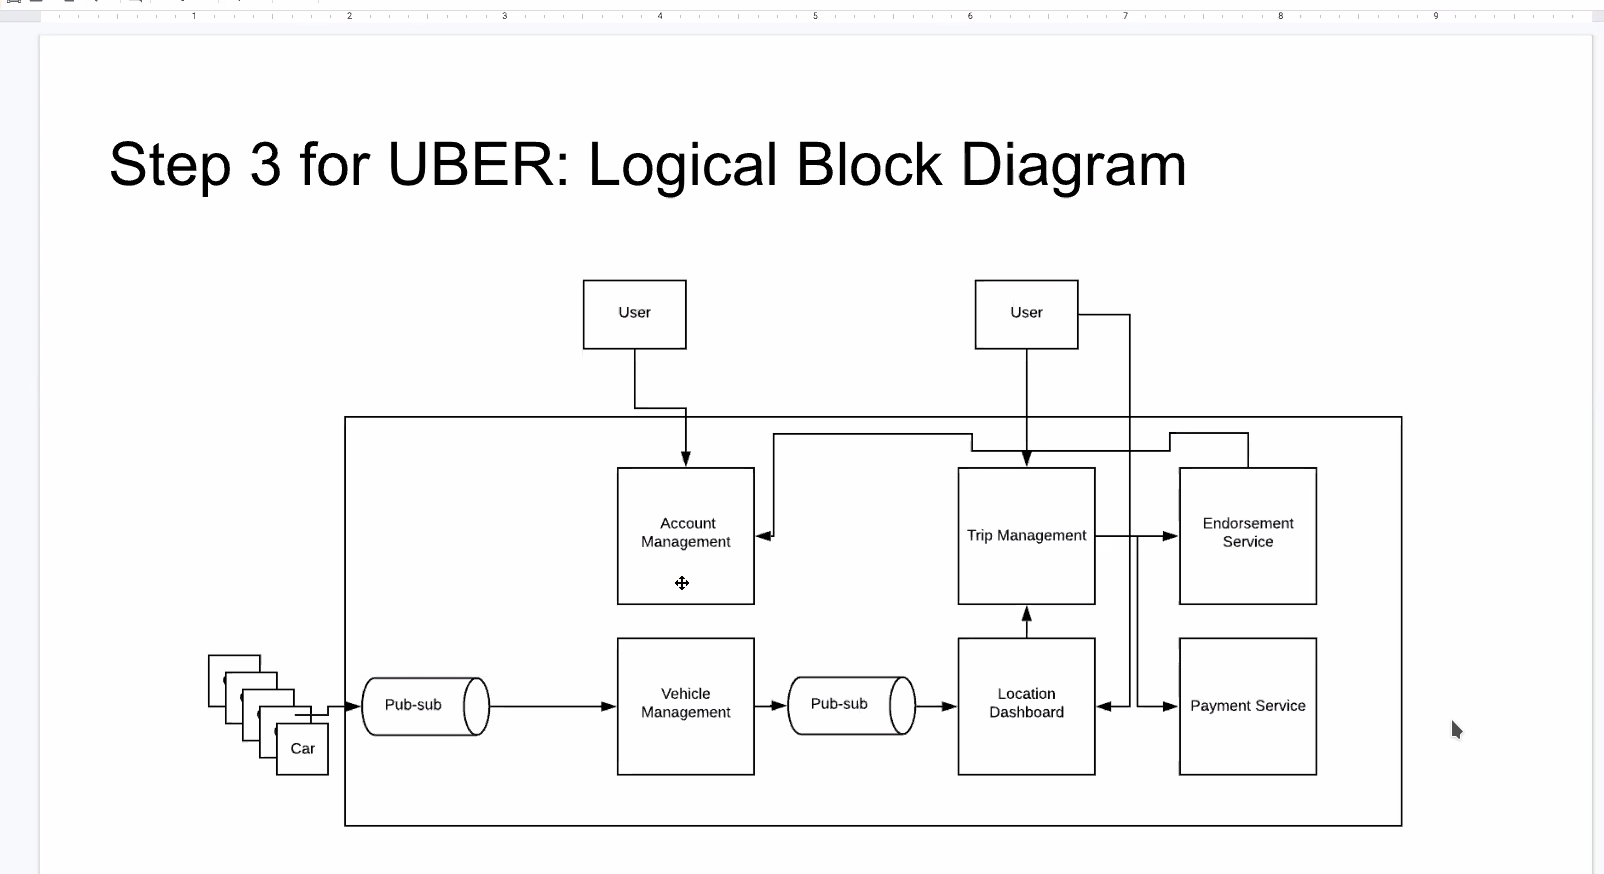 1 2 3 4 5 6 7 8 9
Step 3 for UBER: Logical Block Diagram
User
User
Account
Management
Trip Management
Endorsement
Service
Car
Pub-sub
Vehicle
Management
Pub-sub
Location
Dashboard
Payment Service